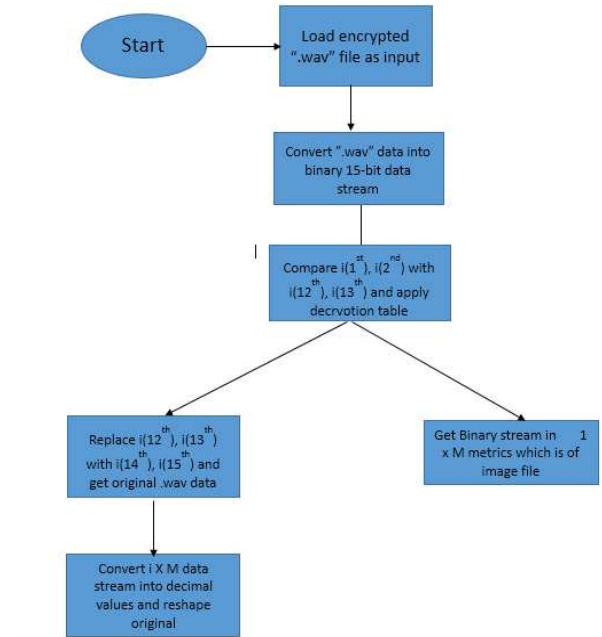 Start
Load encrypted
“.wav” file as input
Convert “.wav” data into
binary 15-bit data
stream
Compare i(1st), i(2nd) with
i(12th), i(13th) and apply
decrvotion table
Replace i(12th), i(13th)
with i(14th), i(15th) and
get original .wav data
Get Binary stream in 1
x M metrics which is of
image file
Convert i X M data
stream into decimal
values and reshape
original